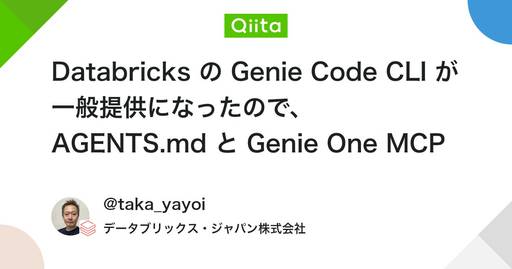 Qiita
Databricks の Genie Code CLI が
一般提供になったので、
AGENTS.md と Genie One MCP
@taka_yayoi
データブリックス・ジャパン株式会社